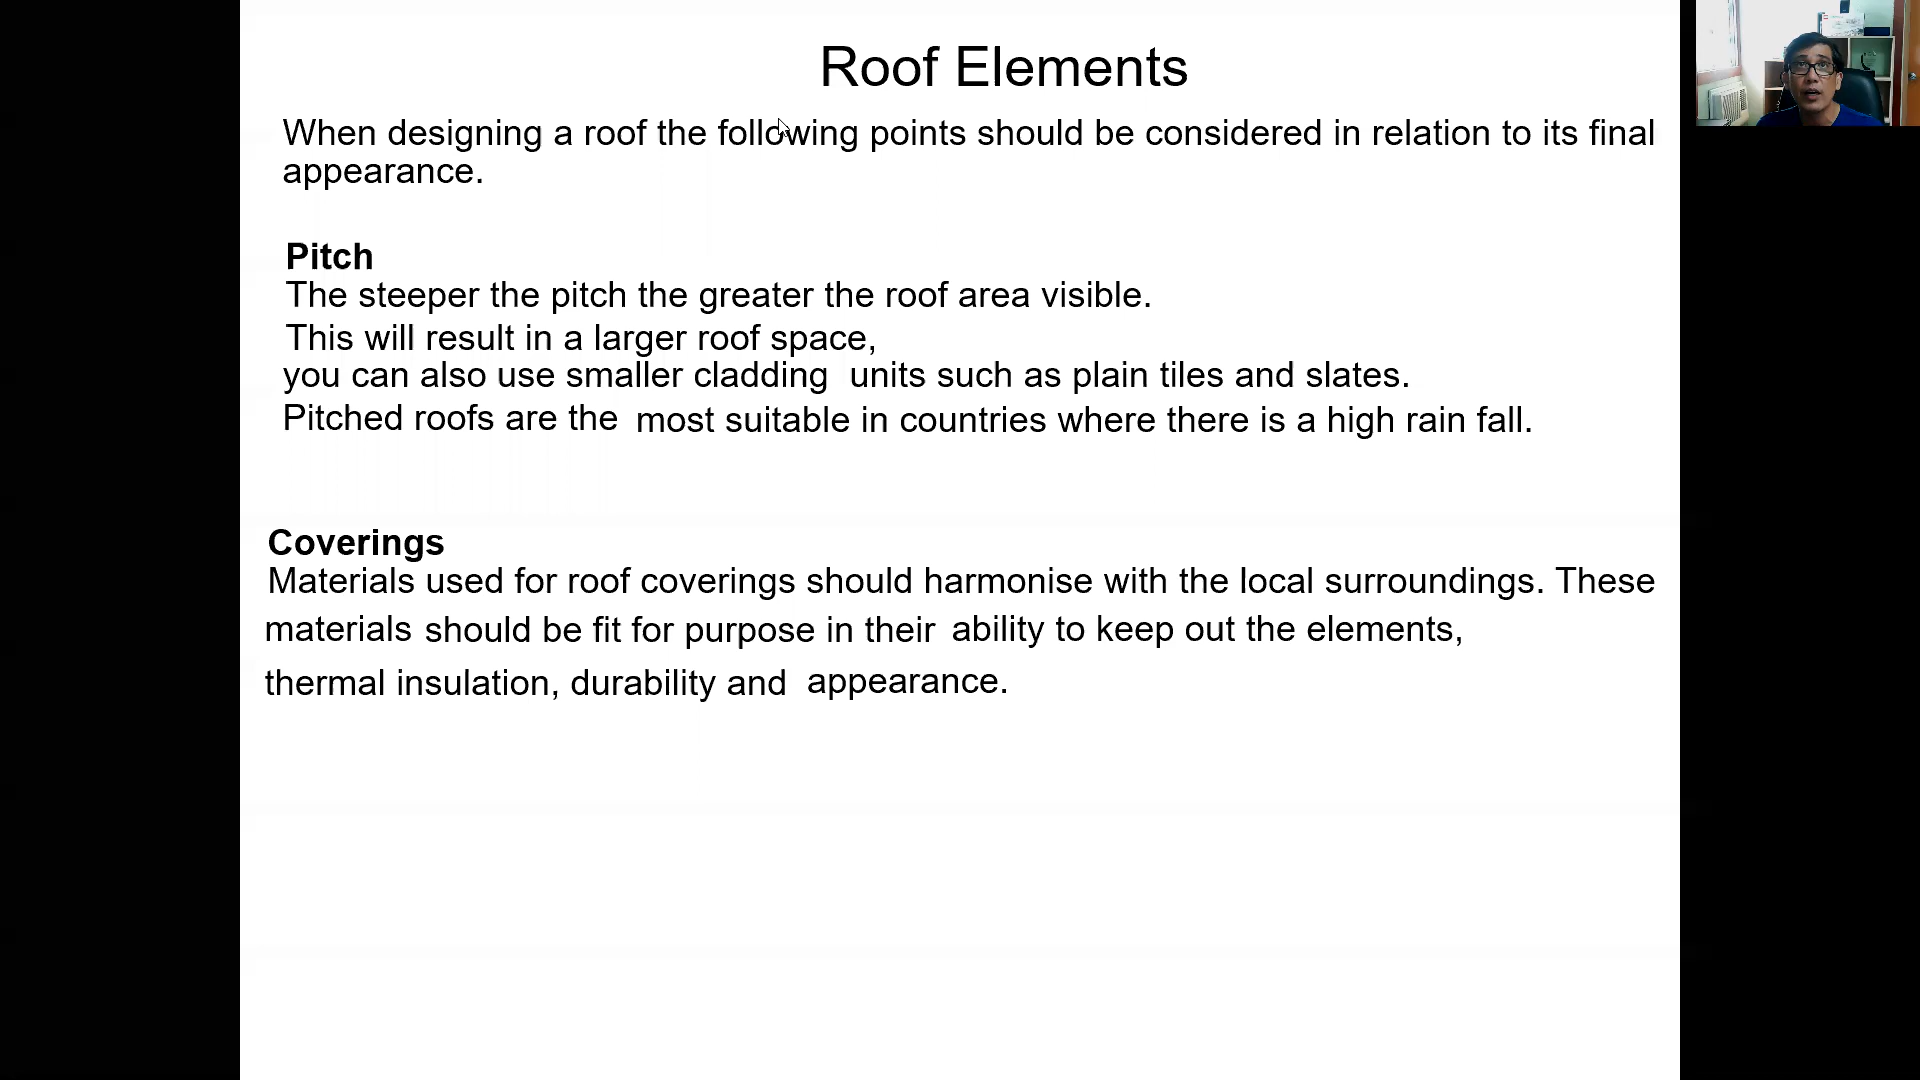 Roof Elements
When designing a roof the following points should be considered in relation to its final
appearance.
Pitch
The steeper the pitch the greater the roof area visible.
This will result in a larger roof space,
you can also use smaller cladding units such as plain tiles and slates.
Pitched roofs are the most suitable in countries where there is a high rain fall.
Coverings
Materials used for roof coverings should harmonise with the local surroundings. These
materials should be fit for purpose in their ability to keep out the elements,
thermal insulation, durability and appearance.